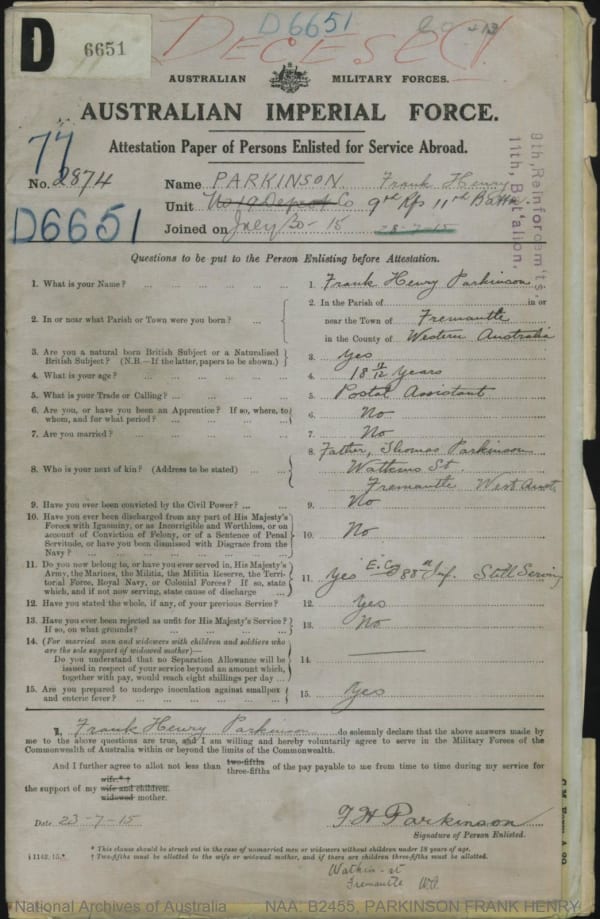 D6651
D 6651
DECESED.
AUSTRALIAN MILITARY FORCES.
AUSTRALIAN IMPERIAL FORCE.
Attestation Paper of Persons Enlisted for Service Abroad.
77
No. 2874 Name PARKINSON Frank Henry
Unit No 19 Depot Co 9rd Rfs 11rd Battn.
D6651
Joined on July 30-15 28-7-15
9th, Reinforcem'ts,
11th, Bat'alion.
Questions to be put to the Person Enlisting before Attestation.
1. What is your Name? ... 1. Frank Henry Parkinson
2. In or near what Parish or Town were you born? ... 2. In the Parish of in or
near the Town of Fremantle
in the County of Western Australia
3. Are you a natural born British Subject or a Naturalised
British Subject? (N.B.—If the latter, papers to be shown.) 3. Yes
4. What is your age? ... 4. 18 /12 Years
5. What is your Trade or Calling? ... 5. Postal Assistant
6. Are you, or have you been an Apprentice? If so, where, to
whom, and for what period? ... 6. No
7. Are you married? ... 7. No
8. Who is your next of kin? (Address to be stated) ... 8. Father, Thomas Parkinson
Watkins St.
Fremantle West Aust.
9. Have you ever been convicted by the Civil Power? ... 9. No
10. Have you ever been discharged from any part of His Majesty's
Forces with Ignominy, or as Incorrigible and Worthless, or on
account of Conviction of Felony, or of a Sentence of Penal
Servitude, or have you been dismissed with Disgrace from the
Navy? ... 10. No
11. Do you now belong to, or have you ever served in, His Majesty's
Army, the Marines, the Militia, the Militia Reserve, the Terri-
torial Force, Royal Navy, or Colonial Forces? If so, state
which, and if not now serving, state cause of discharge ... 11. Yes E. Co 88th Inf. Still Serving
12. Have you stated the whole, if any, of your previous Service? 12. Yes
13. Have you ever been rejected as unfit for His Majesty's Service?
If so, on what grounds? ... 13. No
14. (For married men and widowers with children and soldiers who
are the sole support of widowed mother)—
Do you understand that no Separation Allowance will be
issued in respect of your service beyond an amount which,
together with pay, would reach eight shillings per day ... 14.
15. Are you prepared to undergo inoculation against smallpox
and enteric fever? ... 15. Yes
I, Frank Henry Parkinson do solemnly declare that the above answers made by
me to the above questions are true, and I am willing and hereby voluntarily agree to serve in the Military Forces of the
Commonwealth of Australia within or beyond the limits of the Commonwealth.
And I further agree to allot not less than two-fifths
three-fifths of the pay payable to me from time to time during my service for
wife.* †
the support of my wife and children.
widowed mother.
Date 23-7-15
F H Parkinson
Signature of Person Enlisted.
* This clause should be struck out in the case of unmarried men or widowers without children under 18 years of age.
† Two-fifths must be allotted to the wife or widowed mother, and if there are children three-fifths must be allotted.
Watkin st
Fremantle WA.
National Archives of Australia NAA: B2455, PARKINSON FRANK HENRY